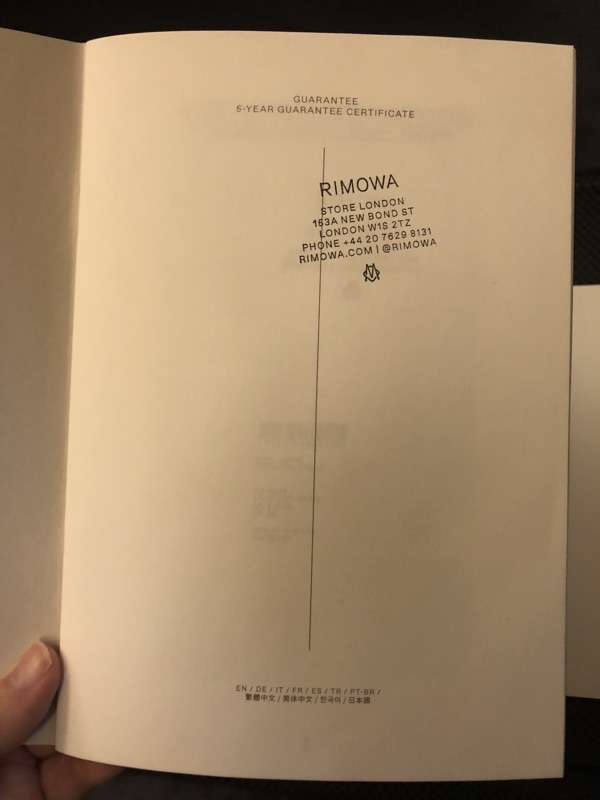 GUARANTEE
5-YEAR GUARANTEE CERTIFICATE
RIMOWA
STORE LONDON
153A NEW BOND ST
LONDON W1S 2TZ
PHONE +44 20 7629 8131
RIMOWA.COM | @RIMOWA
EN / DE / IT / FR / ES / TR / PT-BR /
繁體中文 / 简体中文 / 한국어 / 日本語